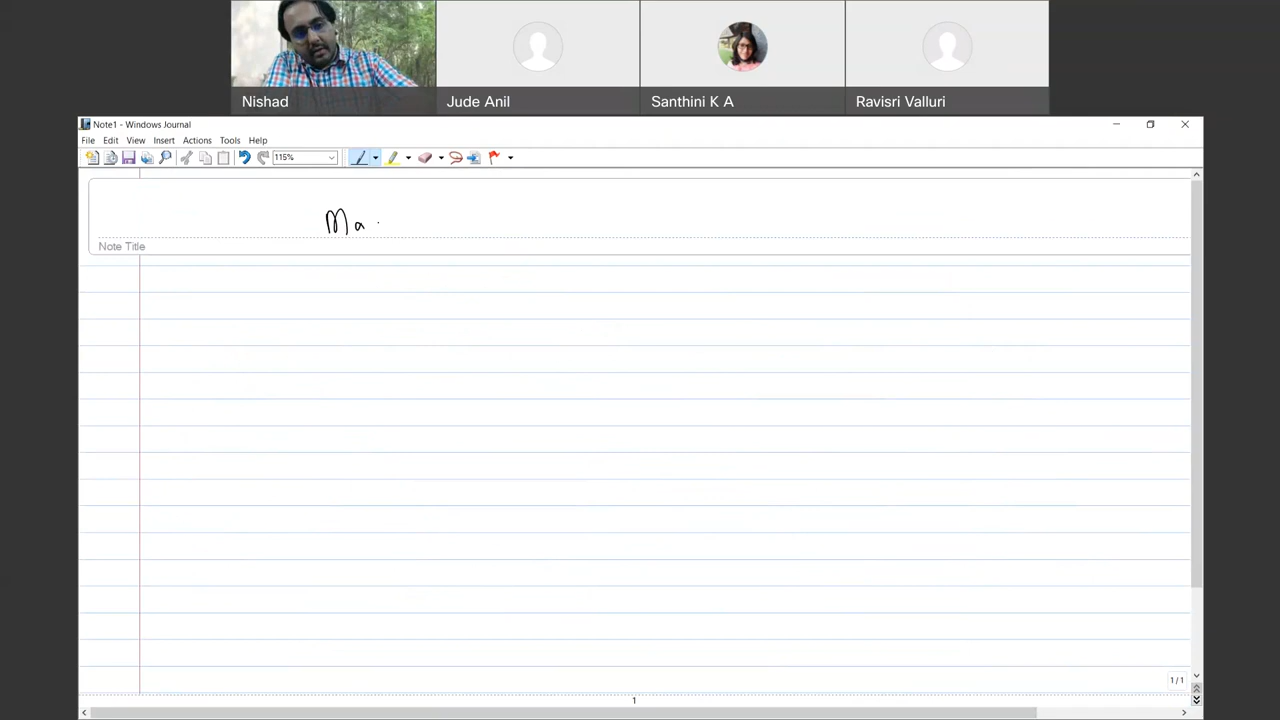 Nishad
Jude Anil
Santhini K A
Ravisri Valluri
Note1 - Windows Journal
File Edit View Insert Actions Tools Help
115%
Ma
Note Title
1/1
1